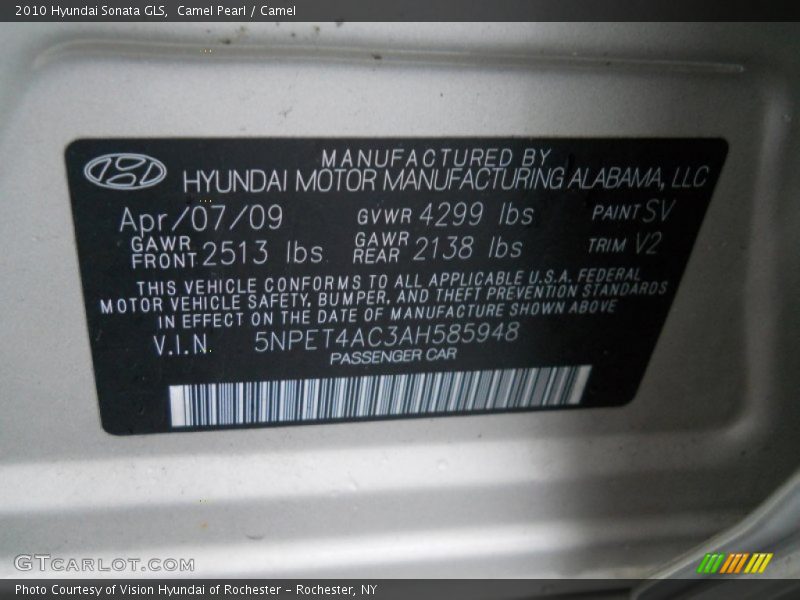 2010 Hyundai Sonata GLS, Camel Pearl / Camel
MANUFACTURED BY
HYUNDAI MOTOR MANUFACTURING ALABAMA, LLC
Apr/07/09 GVWR 4299 lbs PAINT SV
GAWR FRONT 2513 lbs GAWR REAR 2138 lbs TRIM V2
THIS VEHICLE CONFORMS TO ALL APPLICABLE U.S.A. FEDERAL
MOTOR VEHICLE SAFETY, BUMPER, AND THEFT PREVENTION STANDARDS
IN EFFECT ON THE DATE OF MANUFACTURE SHOWN ABOVE
V.I.N 5NPET4AC3AH585948
PASSENGER CAR
GTCARLOT.COM
Photo Courtesy of Vision Hyundai of Rochester - Rochester, NY